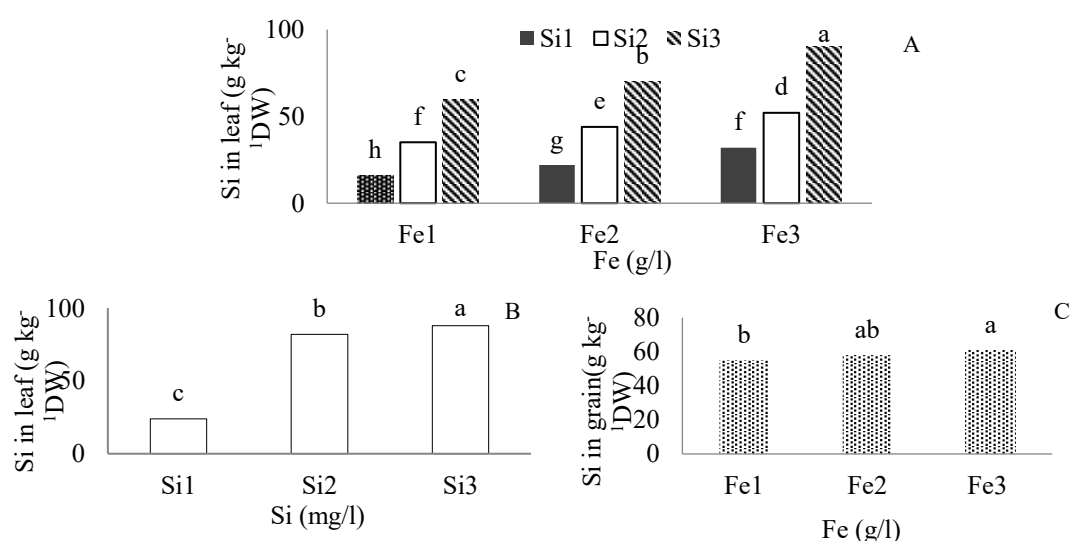 Si in leaf (g kg-
1DW)
100
50
0
Si1 Si2 Si3
A
h f c
g e b
f d a
Fe1 Fe2 Fe3
Fe (g/l)
Si in leaf (g kg-
1DW)
100
50
0
B
c b a
Si1 Si2 Si3
Si (mg/l)
Si in grain(g kg-
1DW)
80
60
40
20
0
C
b ab a
Fe1 Fe2 Fe3
Fe (g/l)